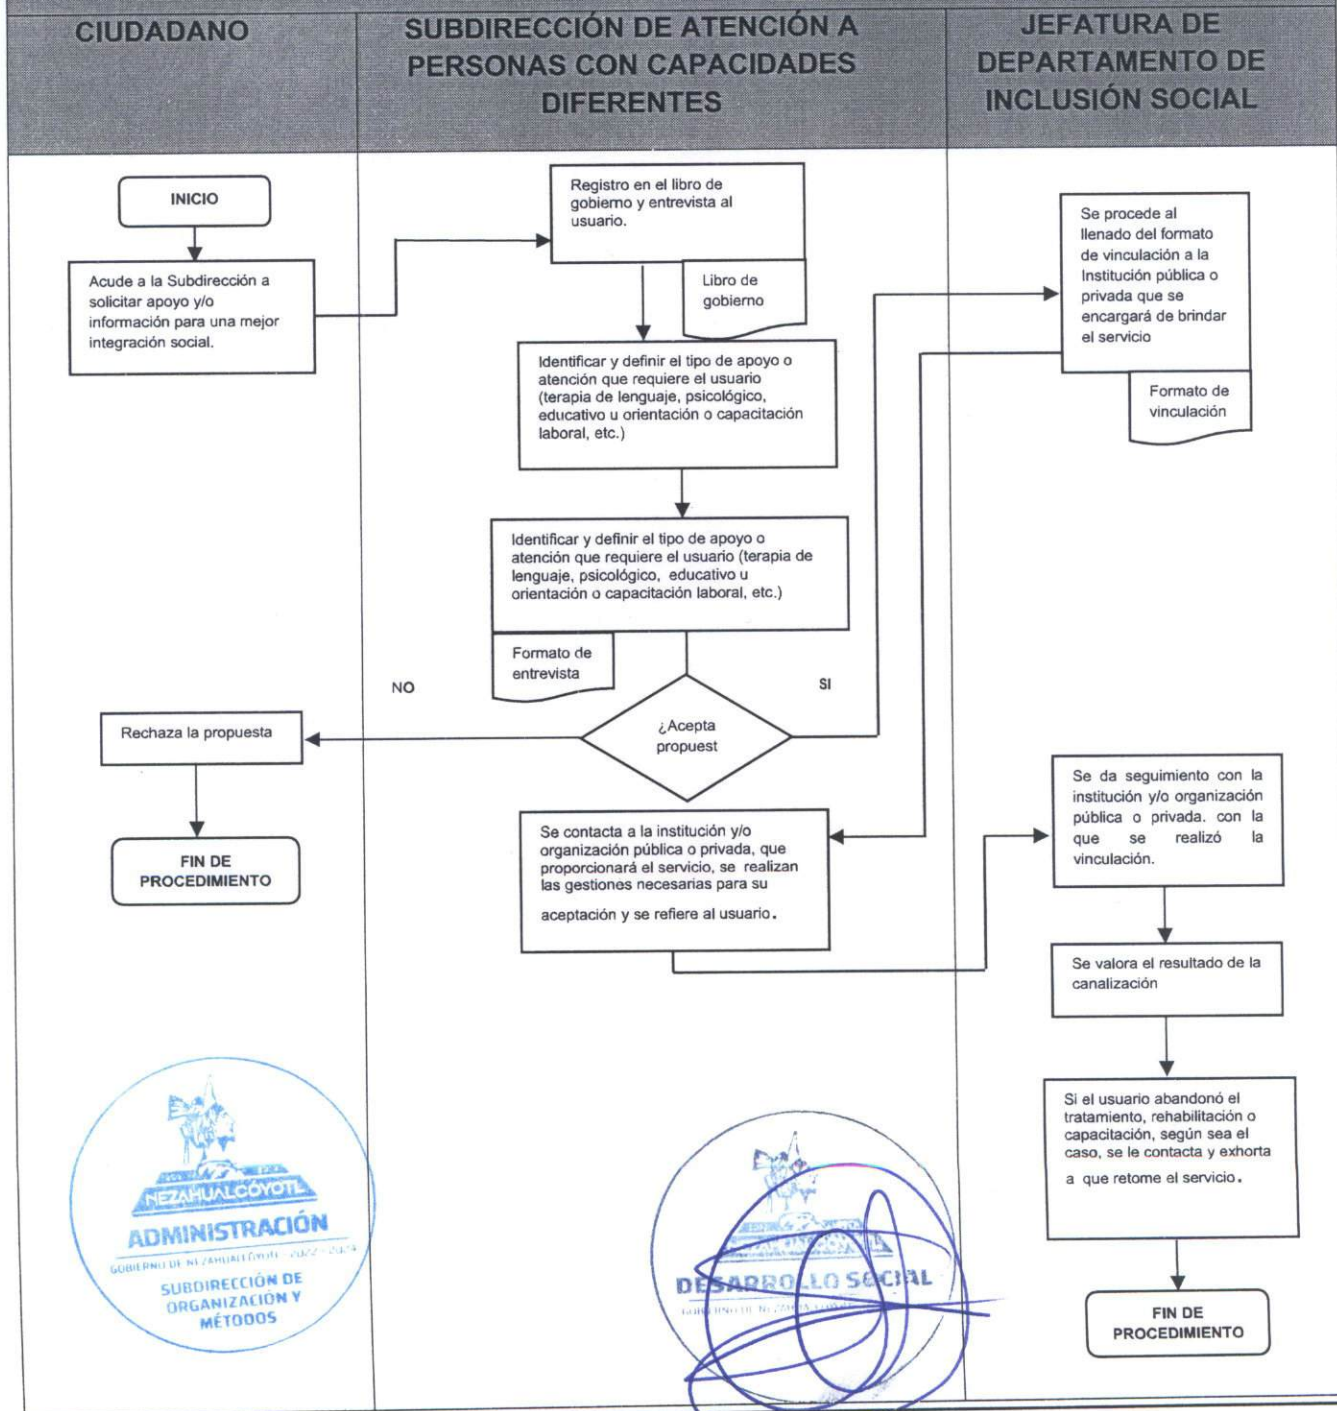 CIUDADANO
SUBDIRECCIÓN DE ATENCIÓN A
PERSONAS CON CAPACIDADES
DIFERENTES
JEFATURA DE
DEPARTAMENTO DE
INCLUSIÓN SOCIAL
INICIO
Acude a la Subdirección a
solicitar apoyo y/o
información para una mejor
integración social.
Registro en el libro de
gobierno y entrevista al
usuario.
Libro de
gobierno
Identificar y definir el tipo de apoyo o
atención que requiere el usuario
(terapia de lenguaje, psicológico,
educativo u orientación o capacitación
laboral, etc.)
Identificar y definir el tipo de apoyo o
atención que requiere el usuario (terapia de
lenguaje, psicológico, educativo u
orientación o capacitación laboral, etc.)
Formato de
entrevista
NO
SI
¿Acepta
propuest
Rechaza la propuesta
FIN DE
PROCEDIMIENTO
Se procede al
llenado del formato
de vinculación a la
Institución pública o
privada que se
encargará de brindar
el servicio
Formato de
vinculación
Se contacta a la institución y/o
organización pública o privada, que
proporcionará el servicio, se realizan
las gestiones necesarias para su
aceptación y se refiere al usuario.
Se da seguimiento con la
institución y/o organización
pública o privada. con la
que se realizó la
vinculación.
Se valora el resultado de la
canalización
Si el usuario abandonó el
tratamiento, rehabilitación o
capacitación, según sea el
caso, se le contacta y exhorta
a que retome el servicio.
FIN DE
PROCEDIMIENTO
NEZAHUALCÓYOTL
ADMINISTRACIÓN
GOBIERNO DE NEZAHUALCÓYOTL 2022 - 2024
SUBDIRECCIÓN DE
ORGANIZACIÓN Y
MÉTODOS
DESARROLLO SOCIAL
GOBIERNO DE